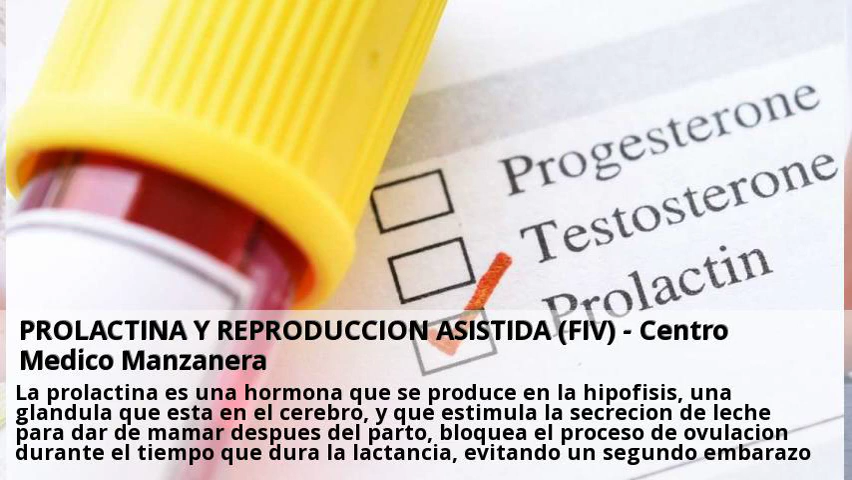 Progesterone
Testosterone
Prolactin
PROLACTINA Y REPRODUCCION ASISTIDA (FIV) - Centro
Medico Manzanera
La prolactina es una hormona que se produce en la hipofisis, una
glandula que esta en el cerebro, y que estimula la secrecion de leche
para dar de mamar despues del parto, bloquea el proceso de ovulacion
durante el tiempo que dura la lactancia, evitando un segundo embarazo